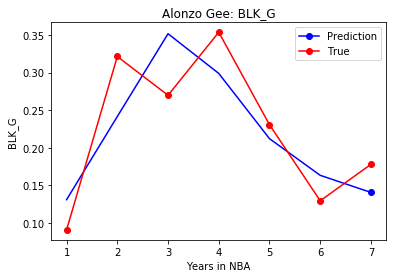 Alonzo Gee: BLK_G
Prediction
True
BLK_G
0.35
0.30
0.25
0.20
0.15
0.10
1 2 3 4 5 6 7
Years in NBA